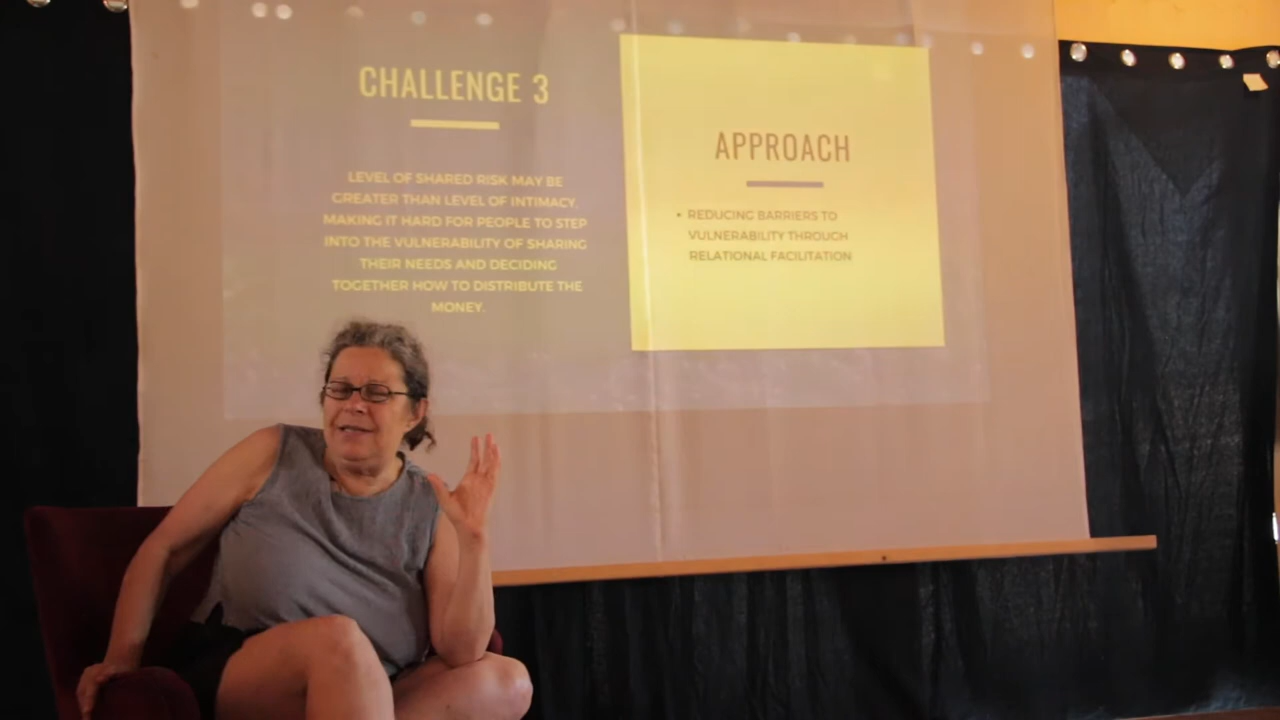 CHALLENGE 3
LEVEL OF SHARED RISK MAY BE
GREATER THAN LEVEL OF INTIMACY,
MAKING IT HARD FOR PEOPLE TO STEP
INTO THE VULNERABILITY OF SHARING
THEIR NEEDS AND DECIDING
TOGETHER HOW TO DISTRIBUTE THE
MONEY.
APPROACH
• REDUCING BARRIERS TO
VULNERABILITY THROUGH
RELATIONAL FACILITATION